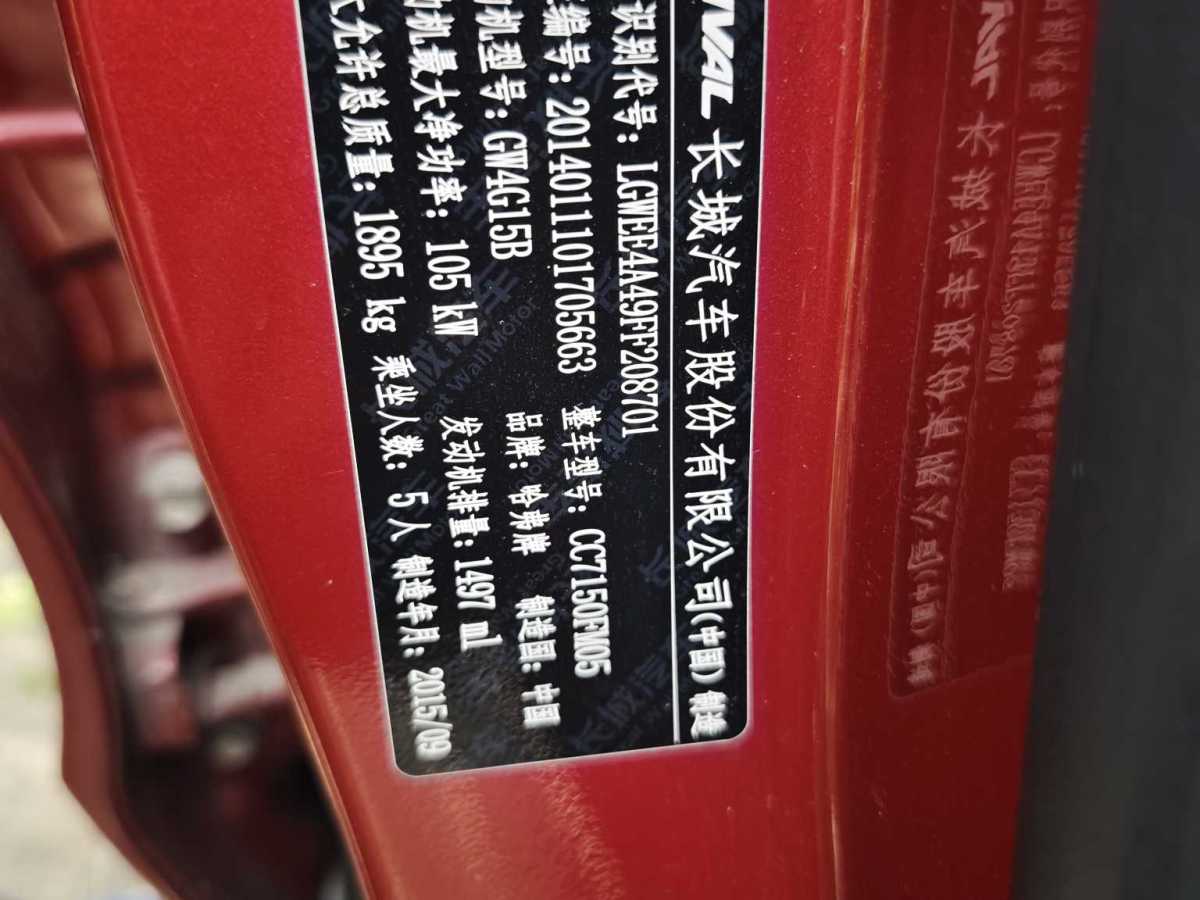 VAL 长城汽车股份有限公司(中国) 制造
识别代号: LGWEE4A49FF208701
编号: 2014011101705663 整车型号: CC7150FM05
机型号: GW4G15B 品牌: 哈弗牌 制造国: 中国
机最大净功率: 105 kW 发动机排量: 1497 ml
大允许总质量: 1895 kg 乘坐人数: 5 人 制造年月: 2015/09